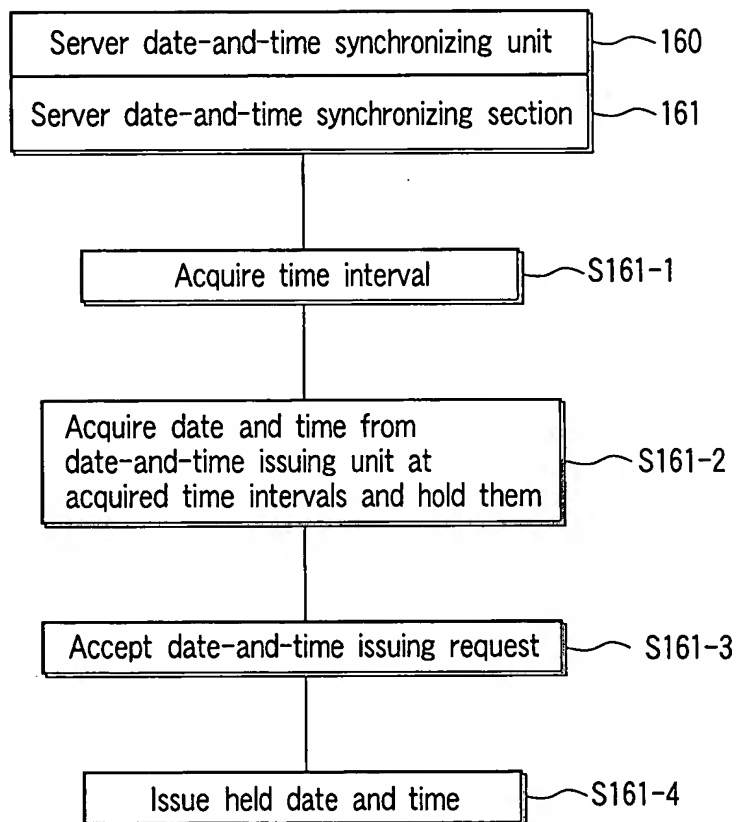 Server date-and-time synchronizing unit
160
Server date-and-time synchronizing section
161
Acquire time interval
S161-1
Acquire date and time from
date-and-time issuing unit at
acquired time intervals and hold them
S161-2
Accept date-and-time issuing request
S161-3
Issue held date and time
S161-4